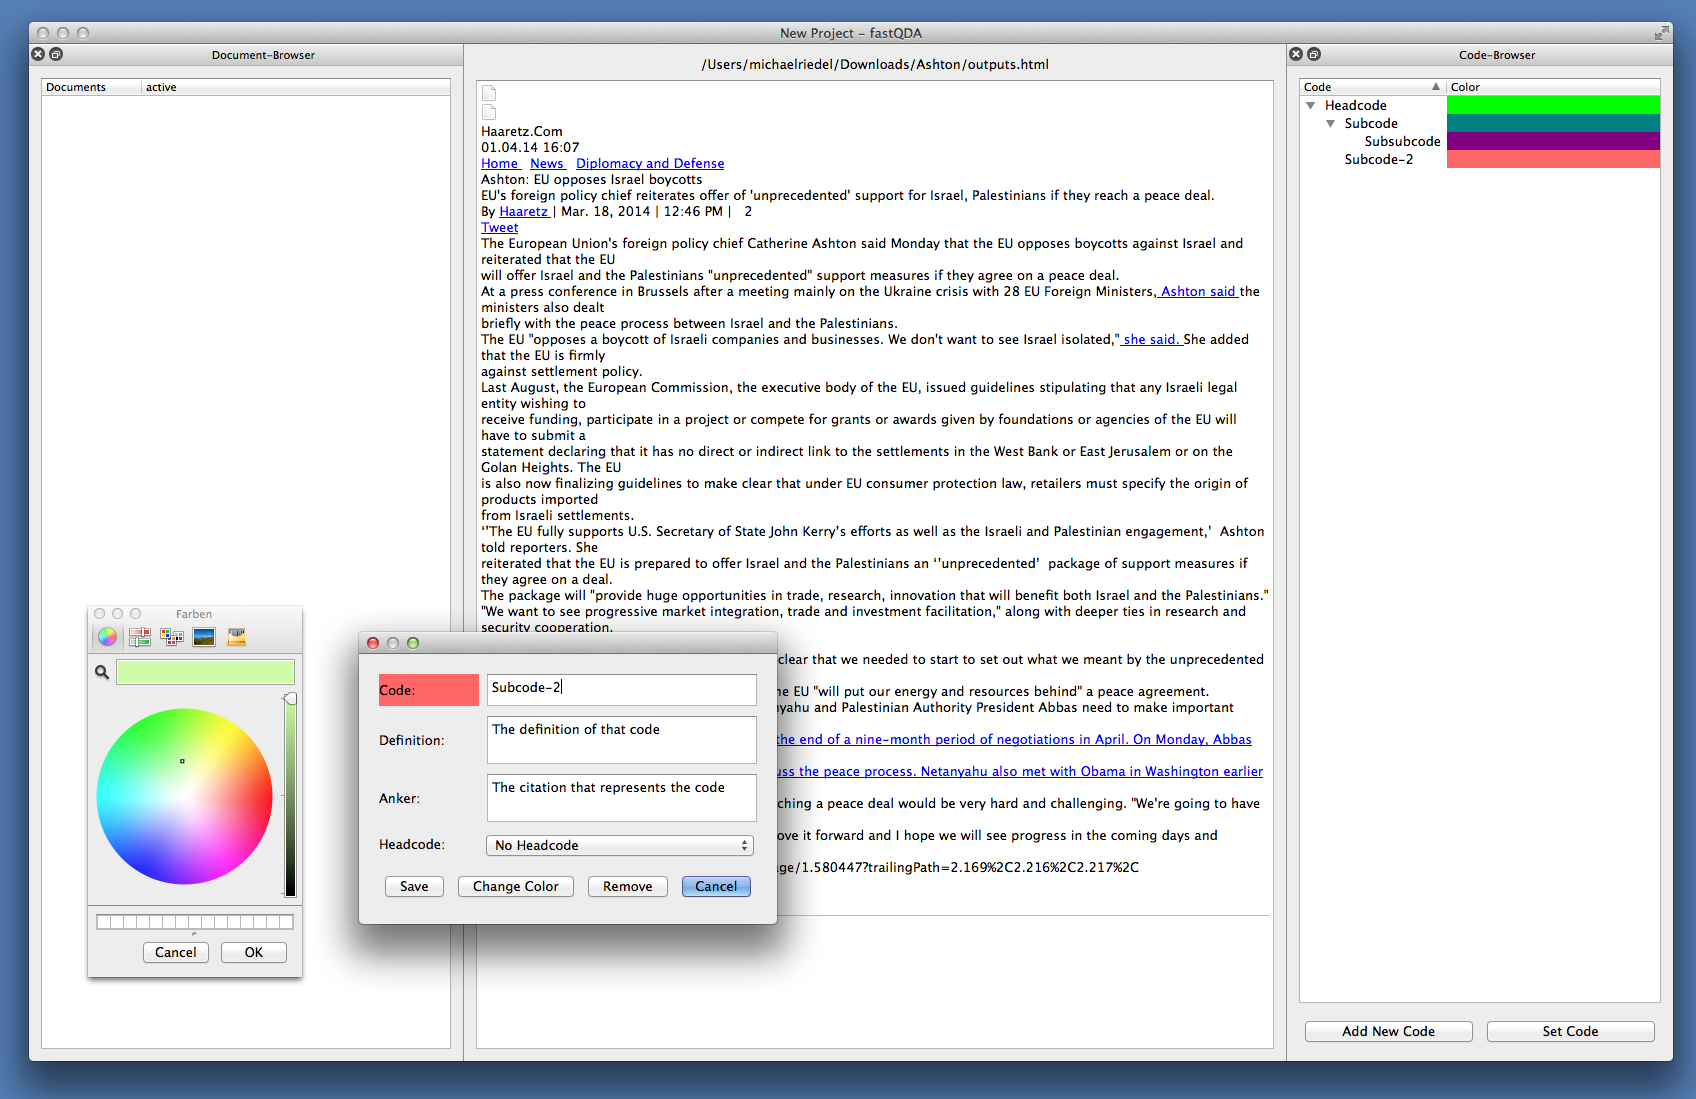 New Project – fastQDA
Document-Browser
Documents active
/Users/michaelriedel/Downloads/Ashton/outputs.html
Haaretz.Com
01.04.14 16:07
Home News Diplomacy and Defense
Ashton: EU opposes Israel boycotts
EU's foreign policy chief reiterates offer of 'unprecedented' support for Israel, Palestinians if they reach a peace deal.
By Haaretz | Mar. 18, 2014 | 12:46 PM | 2
Tweet
The European Union's foreign policy chief Catherine Ashton said Monday that the EU opposes boycotts against Israel and
reiterated that the EU
will offer Israel and the Palestinians "unprecedented" support measures if they agree on a peace deal.
At a press conference in Brussels after a meeting mainly on the Ukraine crisis with 28 EU Foreign Ministers, Ashton said the
ministers also dealt
briefly with the peace process between Israel and the Palestinians.
The EU "opposes a boycott of Israeli companies and businesses. We don't want to see Israel isolated," she said. She added
that the EU is firmly
against settlement policy.
Last August, the European Commission, the executive body of the EU, issued guidelines stipulating that any Israeli legal
entity wishing to
receive funding, participate in a project or compete for grants or awards given by foundations or agencies of the EU will
have to submit a
statement declaring that it has no direct or indirect link to the settlements in the West Bank or East Jerusalem or on the
Golan Heights. The EU
is also now finalizing guidelines to make clear that under EU consumer protection law, retailers must specify the origin of
products imported
from Israeli settlements.
‘’The EU fully supports U.S. Secretary of State John Kerry’s efforts as well as the Israeli and Palestinian engagement,’ Ashton
told reporters. She
reiterated that the EU is prepared to offer Israel and the Palestinians an ‘’unprecedented’ package of support measures if
they agree on a deal.
The package will "provide huge opportunities in trade, research, innovation that will benefit both Israel and the Palestinians."
"We want to see progressive market integration, trade and investment facilitation," along with deeper ties in research and
security cooperation.
clear that we needed to start to set out what we meant by the unprecedented
he EU "will put our energy and resources behind" a peace agreement.
nyahu and Palestinian Authority President Abbas need to make important
the end of a nine-month period of negotiations in April. On Monday, Abbas
uss the peace process. Netanyahu also met with Obama in Washington earlier
ching a peace deal would be very hard and challenging. "We're going to have
ove it forward and I hope we will see progress in the coming days and
ge/1.580447?trailingPath=2.169%2C2.216%2C2.217%2C
Farben
Cancel OK
Code: Subcode-2
Definition: The definition of that code
Anker: The citation that represents the code
Headcode: No Headcode
Save Change Color Remove Cancel
Code-Browser
Code Color
Headcode
Subcode
Subsubcode
Subcode-2
Add New Code Set Code